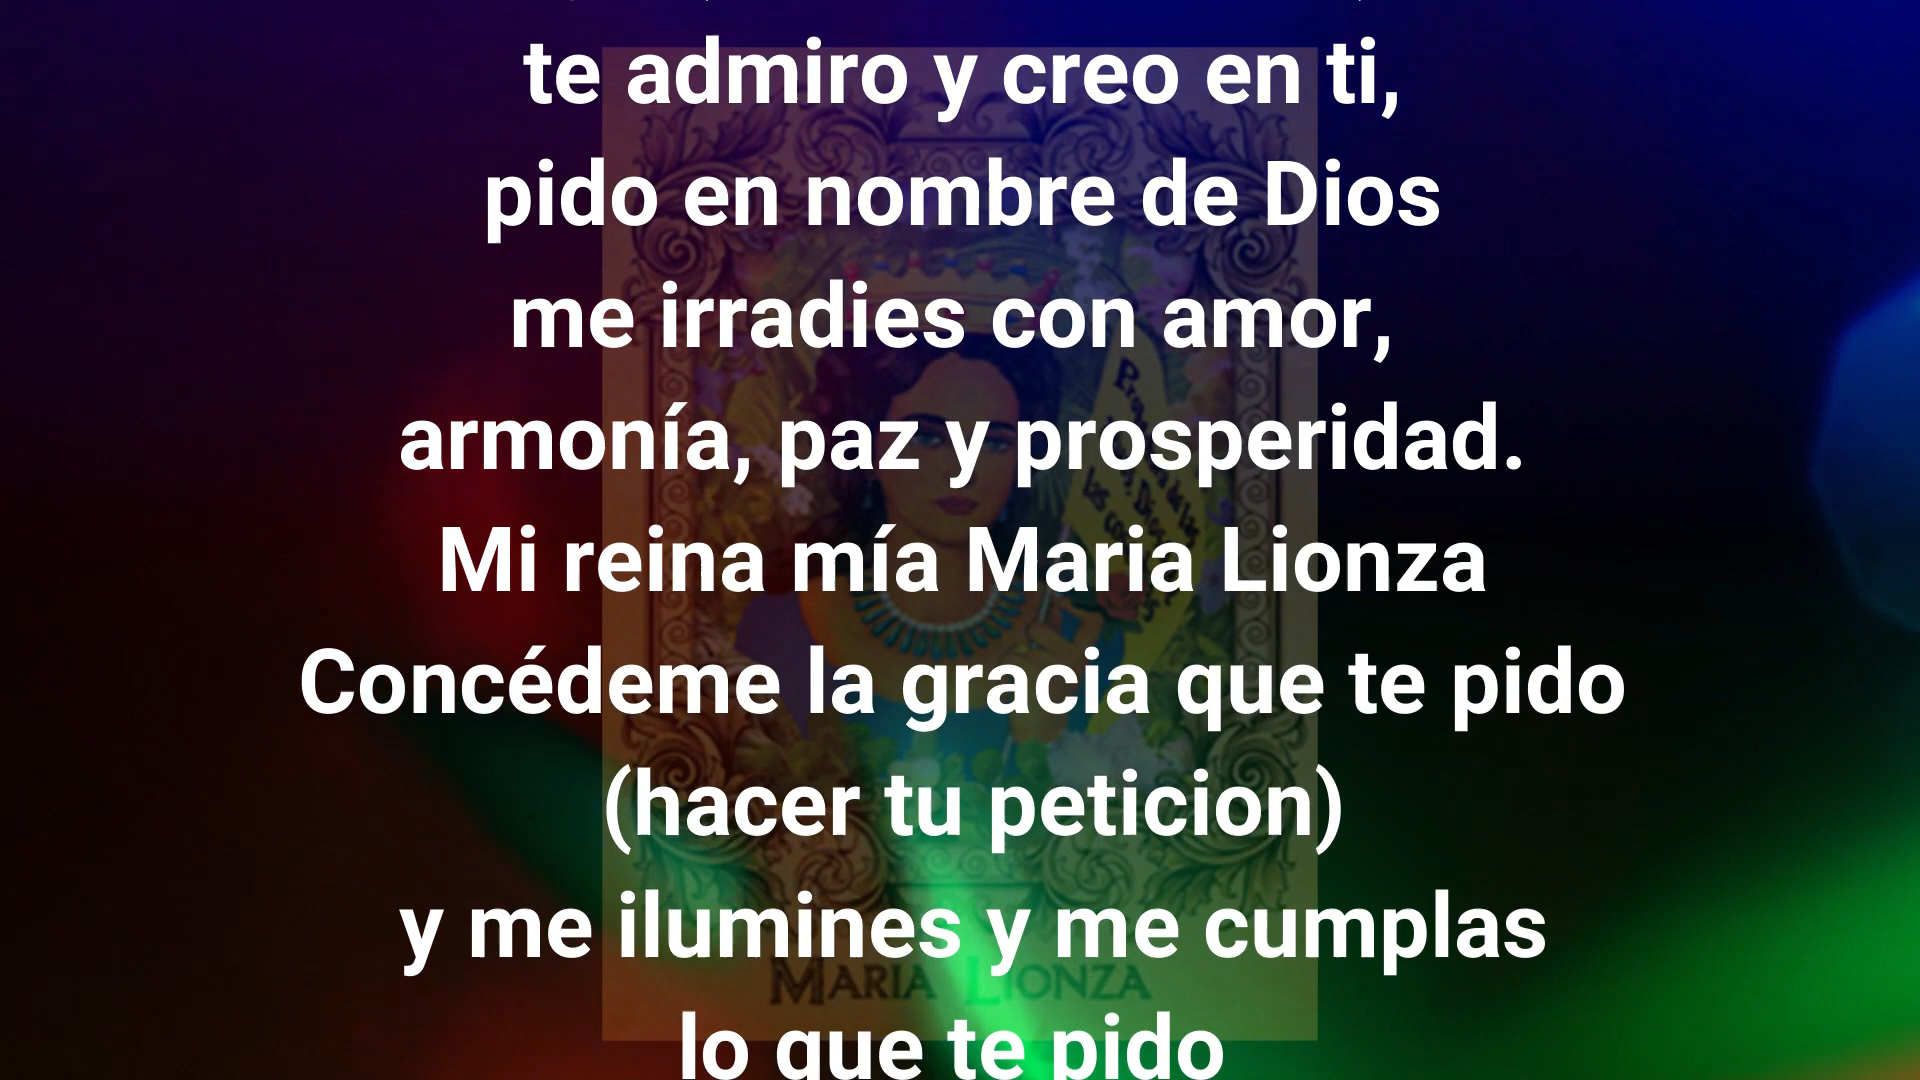 te admiro y creo en ti,
pido en nombre de Dios
me irradies con amor,
armonía, paz y prosperidad.
Mi reina mía Maria Lionza
Concédeme la gracia que te pido
(hacer tu peticion)
y me ilumines y me cumplas
MARIA LIONZA
lo que te pido